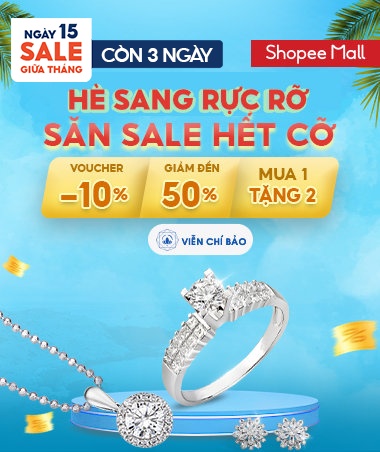 NGÀY 15
SALE
GIỮA THÁNG
CÒN 3 NGÀY
Shopee Mall
HÈ SANG RỰC RỠ
SĂN SALE HẾT CỠ
VOUCHER
-10%
GIẢM ĐẾN
50%
MUA 1
TẶNG 2
VIỄN CHÍ BẢO